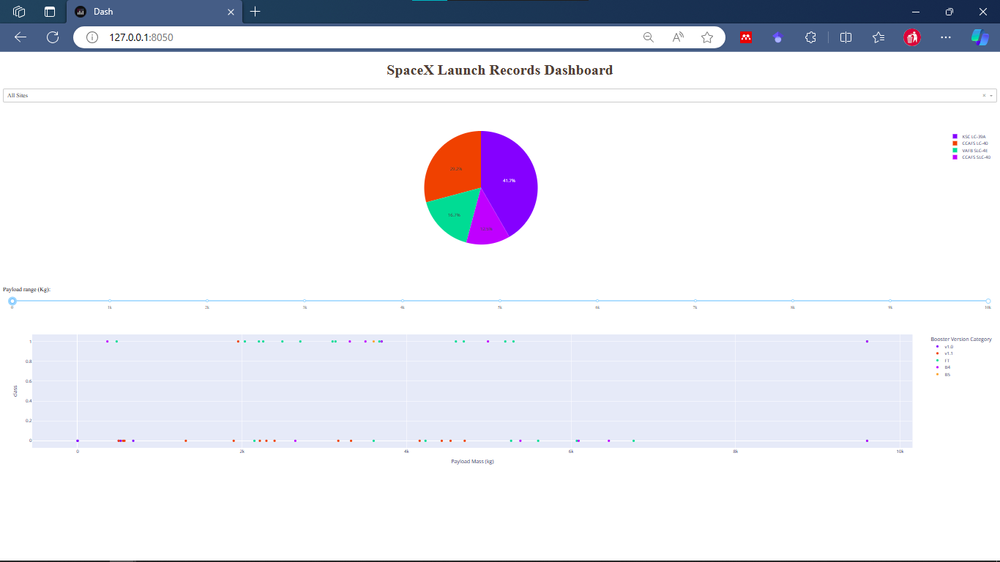 Dash
127.0.0.1:8050
SpaceX Launch Records Dashboard
All Sites
KSC LC-39A
CCAFS LC-40
VAFB SLC-4E
CCAFS SLC-40
29.2%
41.7%
16.7%
Payload range (Kg):
0 1k 2k 3k 4k 5k 6k 7k 8k 9k 10k
Booster Version Category
v1.0
v1.1
FT
B4
B5
class
1
0.8
0.6
0.4
0.2
0
0 2k 4k 6k 8k 10k
Payload Mass (kg)